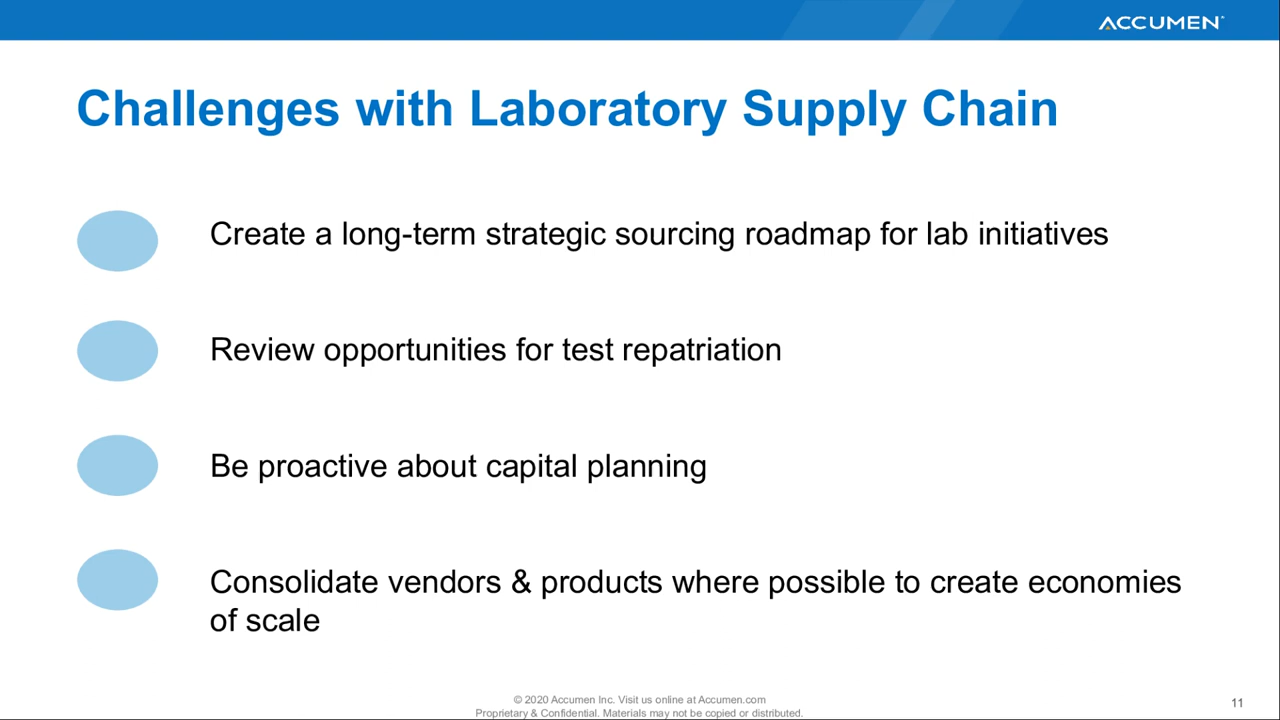 ACCUMEN™
Challenges with Laboratory Supply Chain
Create a long-term strategic sourcing roadmap for lab initiatives
Review opportunities for test repatriation
Be proactive about capital planning
Consolidate vendors & products where possible to create economies
of scale
© 2020 Accumen Inc. Visit us online at Accumen.com
Proprietary & Confidential. Materials may not be copied or distributed.
11